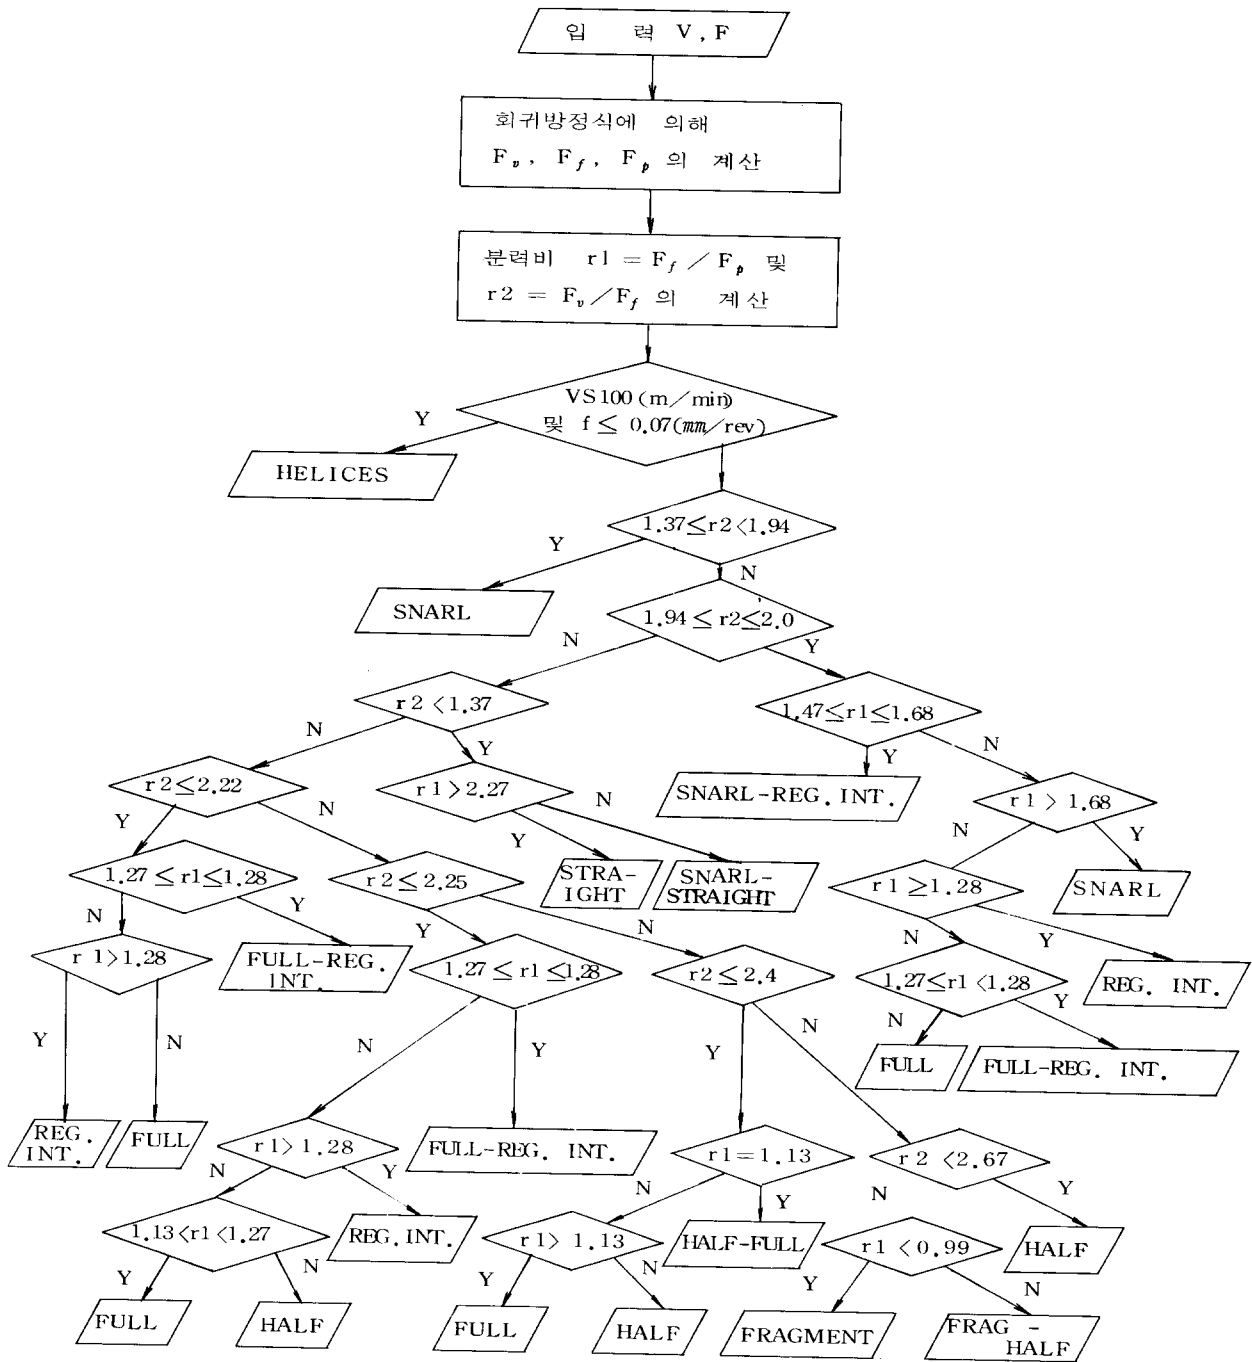 입 력 V, F
회귀방정식에 의해
Fv, Ff, Fp 의 계산
분력비 r1 = Ff / Fp 및
r2 = Fv/Ff 의 계산
VS100(m/min)
및 f ≤ 0.07(mm/rev)
Y
HELICES
1.37≤r2<1.94
Y
N
SNARL
1.94 ≤ r2≤2.0
N
Y
r2 <1.37
1.47≤r1≤1.68
N
Y
Y
N
r2≤2.22
r1>2.27
SNARL-REG.INT.
r1 > 1.68
Y
N
Y
N
N
Y
1.27 ≤r1≤1.28
r2≤2.25
STRA-
IGHT
SNARL-
STRAIGHT
r1 ≥1.28
SNARL
N
Y
Y
N
N
Y
r 1>1.28
FULL-REG.
INT.
1.27 ≤ r1 ≤1.28
r2≤ 2.4
1.27≤r1 <1.28
REG. INT.
Y
N
N
Y
Y
N
N
Y
FULL
FULL-REG. INT.
REG.
INT.
FULL
r1> 1.28
FULL-REG. INT.
r1=1.13
r2 <2.67
N
Y
N
Y
N
Y
1.13<r1<1.27
REG.INT.
r1> 1.13
HALF-FULL
r1 <0.99
HALF
Y
N
Y
N
Y
N
FULL
HALF
FULL
HALF
FRAGMENT
FRAG -
HALF